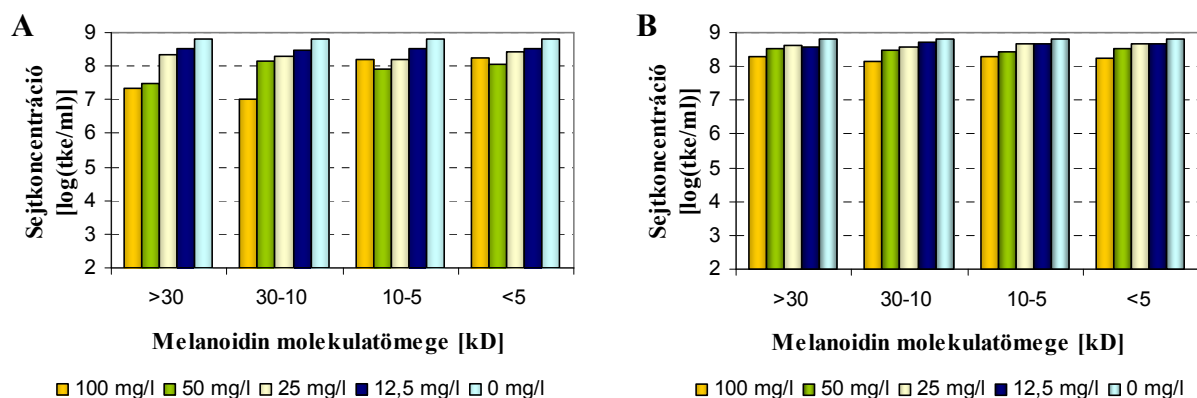 A
Sejtkoncentráció
[log(tke/ml)]
9
8
7
6
5
4
3
2
>30
30-10
10-5
<5
Melanoidin molekulatömege [kD]
100 mg/l
50 mg/l
25 mg/l
12,5 mg/l
0 mg/l
B
Sejtkoncentráció
[log(tke/ml)]
9
8
7
6
5
4
3
2
>30
30-10
10-5
<5
Melanoidin molekulatömege [kD]
100 mg/l
50 mg/l
25 mg/l
12,5 mg/l
0 mg/l